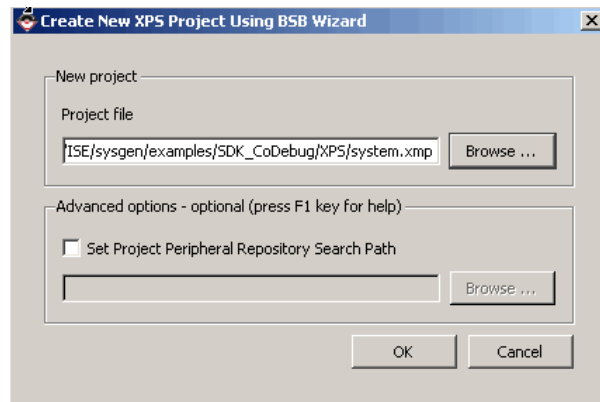 Create New XPS Project Using BSB Wizard
New project
Project file
/ISE/sysgen/examples/SDK_CoDebug/XPS/system.xmp
Browse ...
Advanced options - optional (press F1 key for help)
Set Project Peripheral Repository Search Path
Browse ...
OK
Cancel